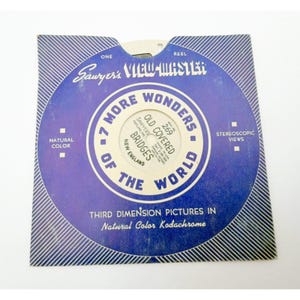 ONE REEL
Sawyer's VIEW-MASTER
7 MORE WONDERS
OF THE WORLD
269
OLD COVERED
BRIDGES
NEW ENGLAND
NATURAL
COLOR
STEREOSCOPIC
VIEWS
THIRD DIMENSION PICTURES IN
Natural Color Kodachrome